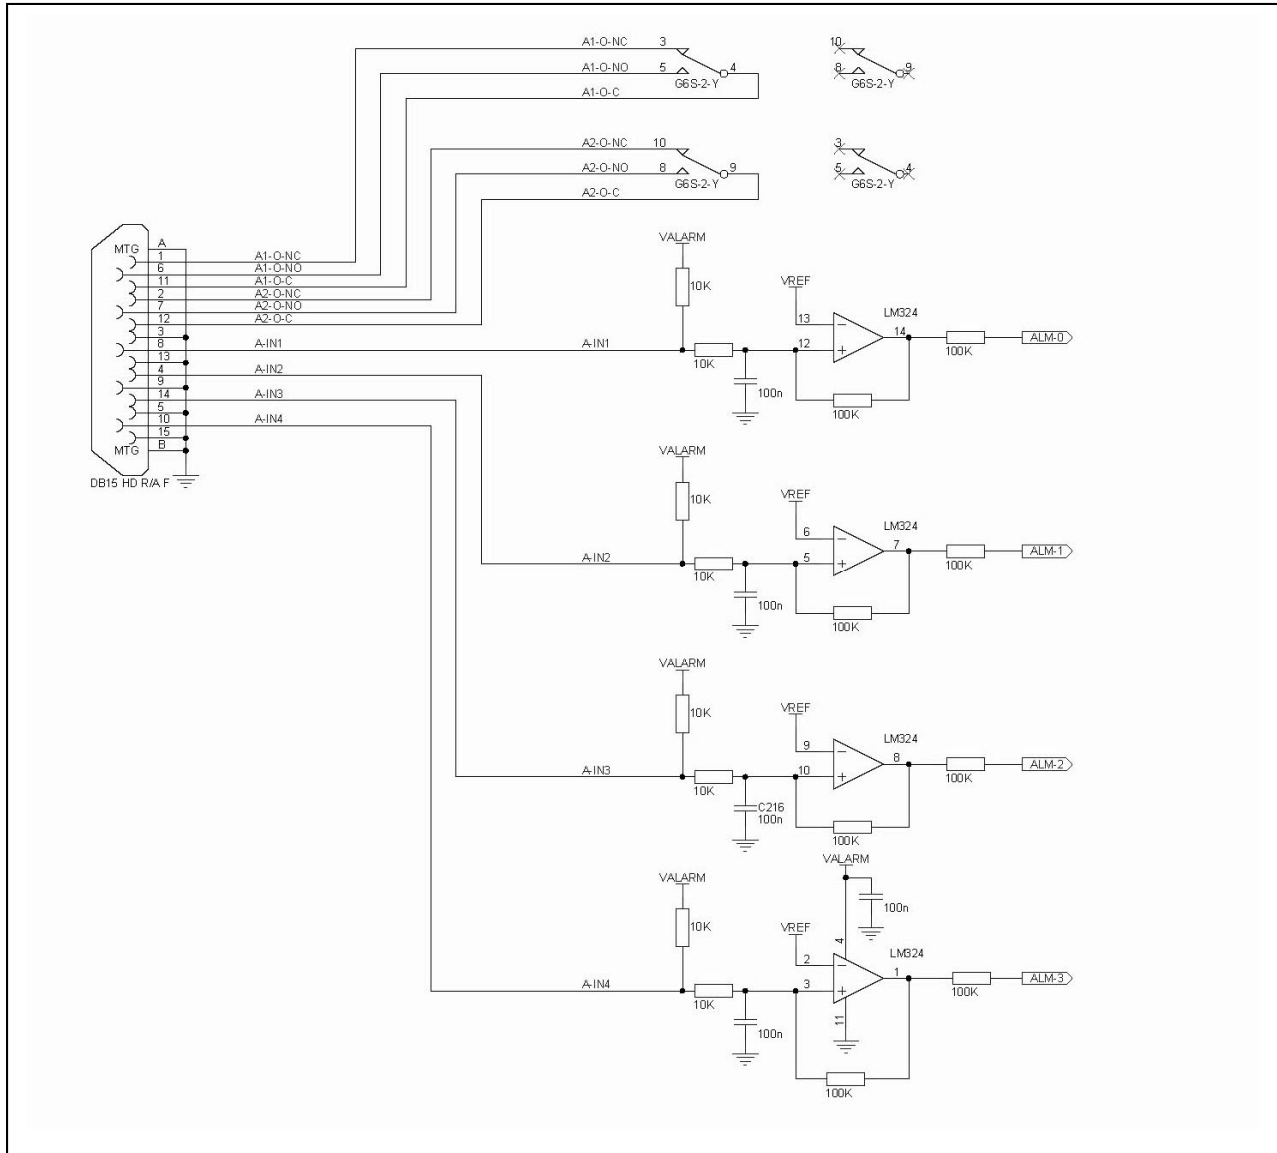 A1-O-NC 3
A1-O-NO 5 4
G6S-2-Y
A1-O-C
10
8 9
G6S-2-Y
A2-O-NC 10
A2-O-NO 8 9
G6S-2-Y
A2-O-C
3
5 4
G6S-2-Y
MTG A
1 A1-O-NC
6 A1-O-NO
11 A1-O-C
2 A2-O-NC
7 A2-O-NO
12 A2-O-C
3
8 A-IN1
13
4 A-IN2
9
14 A-IN3
5
10 A-IN4
15
MTG B
DB15 HD R/A F
VALARM
10K
VREF
LM324
13 14
A-IN1 12
10K
100n
100K
100K
ALM-0
VALARM
10K
VREF
LM324
6 7
A-IN2 5
10K
100n
100K
100K
ALM-1
VALARM
10K
VREF
LM324
9 8
A-IN3 10
10K
C216
100n
100K
100K
ALM-2
VALARM
100n
VALARM
10K
VREF
4
LM324
2 1
A-IN4 3
10K
100n
11
100K
100K
ALM-3